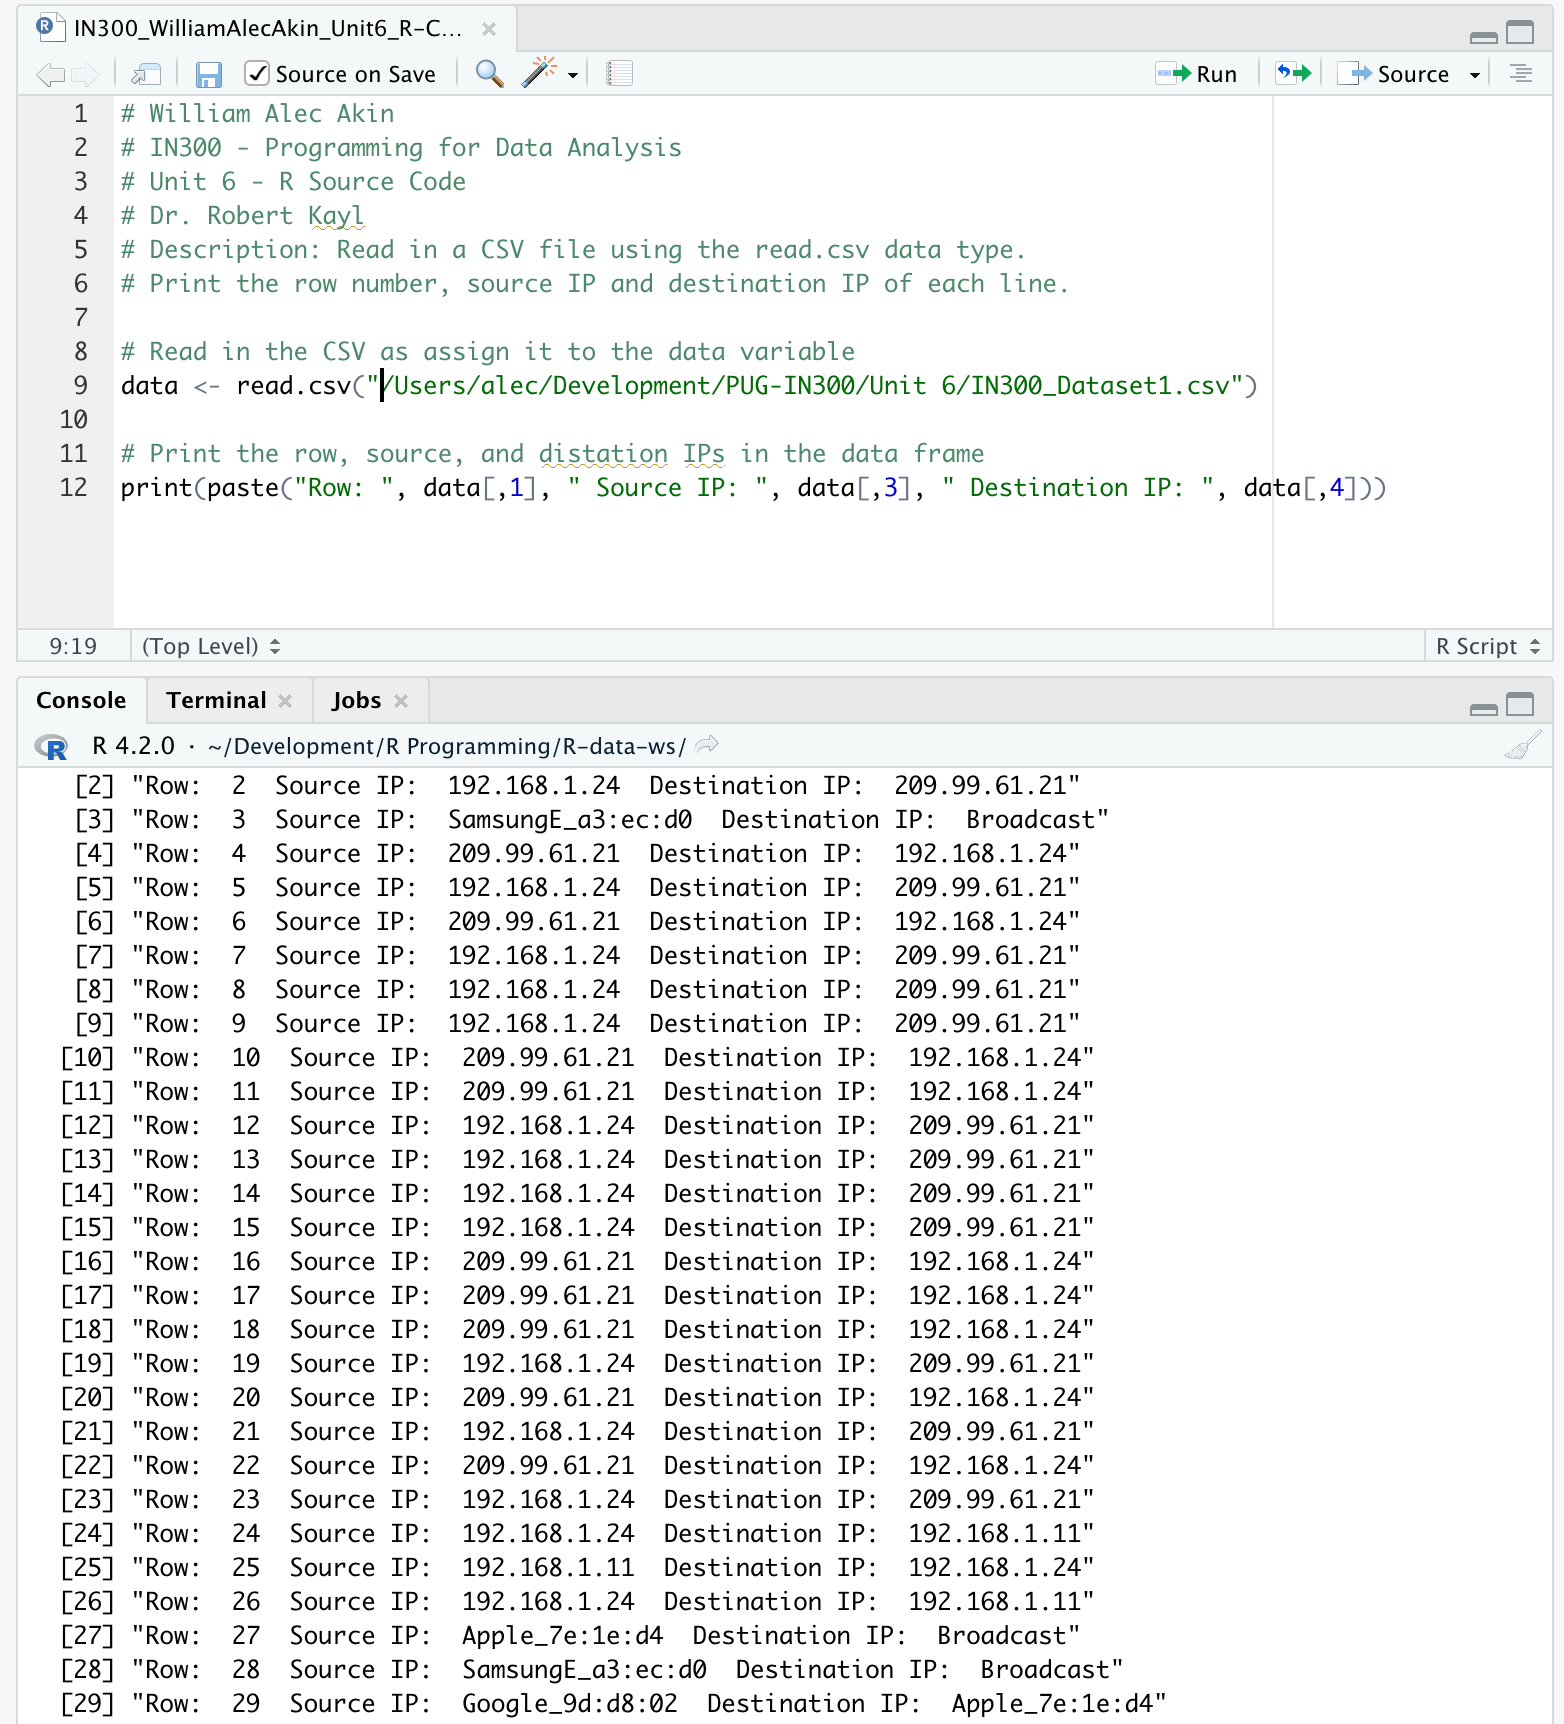 IN300_WilliamAlecAkin_Unit6_R-C...
Source on Save
Run
Source
1 # William Alec Akin
2 # IN300 - Programming for Data Analysis
3 # Unit 6 - R Source Code
4 # Dr. Robert Kayl
5 # Description: Read in a CSV file using the read.csv data type.
6 # Print the row number, source IP and destination IP of each line.
7
8 # Read in the CSV as assign it to the data variable
9 data <- read.csv("/Users/alec/Development/PUG-IN300/Unit 6/IN300_Dataset1.csv")
10
11 # Print the row, source, and distation IPs in the data frame
12 print(paste("Row: ", data[,1], " Source IP: ", data[,3], " Destination IP: ", data[,4]))
9:19 (Top Level) R Script
Console Terminal Jobs
R 4.2.0 · ~/Development/R Programming/R-data-ws/
[2] "Row:  2  Source IP:  192.168.1.24  Destination IP:  209.99.61.21"
[3] "Row:  3  Source IP:  SamsungE_a3:ec:d0  Destination IP:  Broadcast"
[4] "Row:  4  Source IP:  209.99.61.21  Destination IP:  192.168.1.24"
[5] "Row:  5  Source IP:  192.168.1.24  Destination IP:  209.99.61.21"
[6] "Row:  6  Source IP:  209.99.61.21  Destination IP:  192.168.1.24"
[7] "Row:  7  Source IP:  192.168.1.24  Destination IP:  209.99.61.21"
[8] "Row:  8  Source IP:  192.168.1.24  Destination IP:  209.99.61.21"
[9] "Row:  9  Source IP:  192.168.1.24  Destination IP:  209.99.61.21"
[10] "Row:  10  Source IP:  209.99.61.21  Destination IP:  192.168.1.24"
[11] "Row:  11  Source IP:  209.99.61.21  Destination IP:  192.168.1.24"
[12] "Row:  12  Source IP:  192.168.1.24  Destination IP:  209.99.61.21"
[13] "Row:  13  Source IP:  192.168.1.24  Destination IP:  209.99.61.21"
[14] "Row:  14  Source IP:  192.168.1.24  Destination IP:  209.99.61.21"
[15] "Row:  15  Source IP:  192.168.1.24  Destination IP:  209.99.61.21"
[16] "Row:  16  Source IP:  209.99.61.21  Destination IP:  192.168.1.24"
[17] "Row:  17  Source IP:  209.99.61.21  Destination IP:  192.168.1.24"
[18] "Row:  18  Source IP:  209.99.61.21  Destination IP:  192.168.1.24"
[19] "Row:  19  Source IP:  192.168.1.24  Destination IP:  209.99.61.21"
[20] "Row:  20  Source IP:  209.99.61.21  Destination IP:  192.168.1.24"
[21] "Row:  21  Source IP:  192.168.1.24  Destination IP:  209.99.61.21"
[22] "Row:  22  Source IP:  209.99.61.21  Destination IP:  192.168.1.24"
[23] "Row:  23  Source IP:  192.168.1.24  Destination IP:  209.99.61.21"
[24] "Row:  24  Source IP:  192.168.1.24  Destination IP:  192.168.1.11"
[25] "Row:  25  Source IP:  192.168.1.11  Destination IP:  192.168.1.24"
[26] "Row:  26  Source IP:  192.168.1.24  Destination IP:  192.168.1.11"
[27] "Row:  27  Source IP:  Apple_7e:1e:d4  Destination IP:  Broadcast"
[28] "Row:  28  Source IP:  SamsungE_a3:ec:d0  Destination IP:  Broadcast"
[29] "Row:  29  Source IP:  Google_9d:d8:02  Destination IP:  Apple_7e:1e:d4"